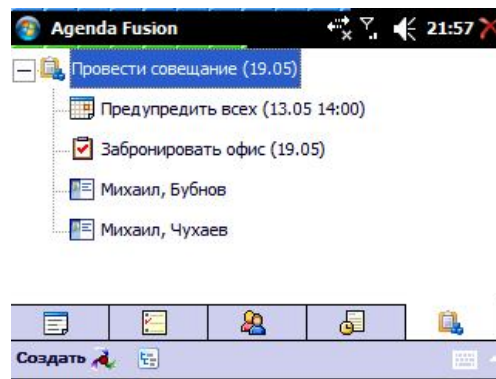 Agenda Fusion 21:57
Провести совещание (19.05)
Предупредить всех (13.05 14:00)
Забронировать офис (19.05)
Михаил, Бубнов
Михаил, Чухаев
Создать